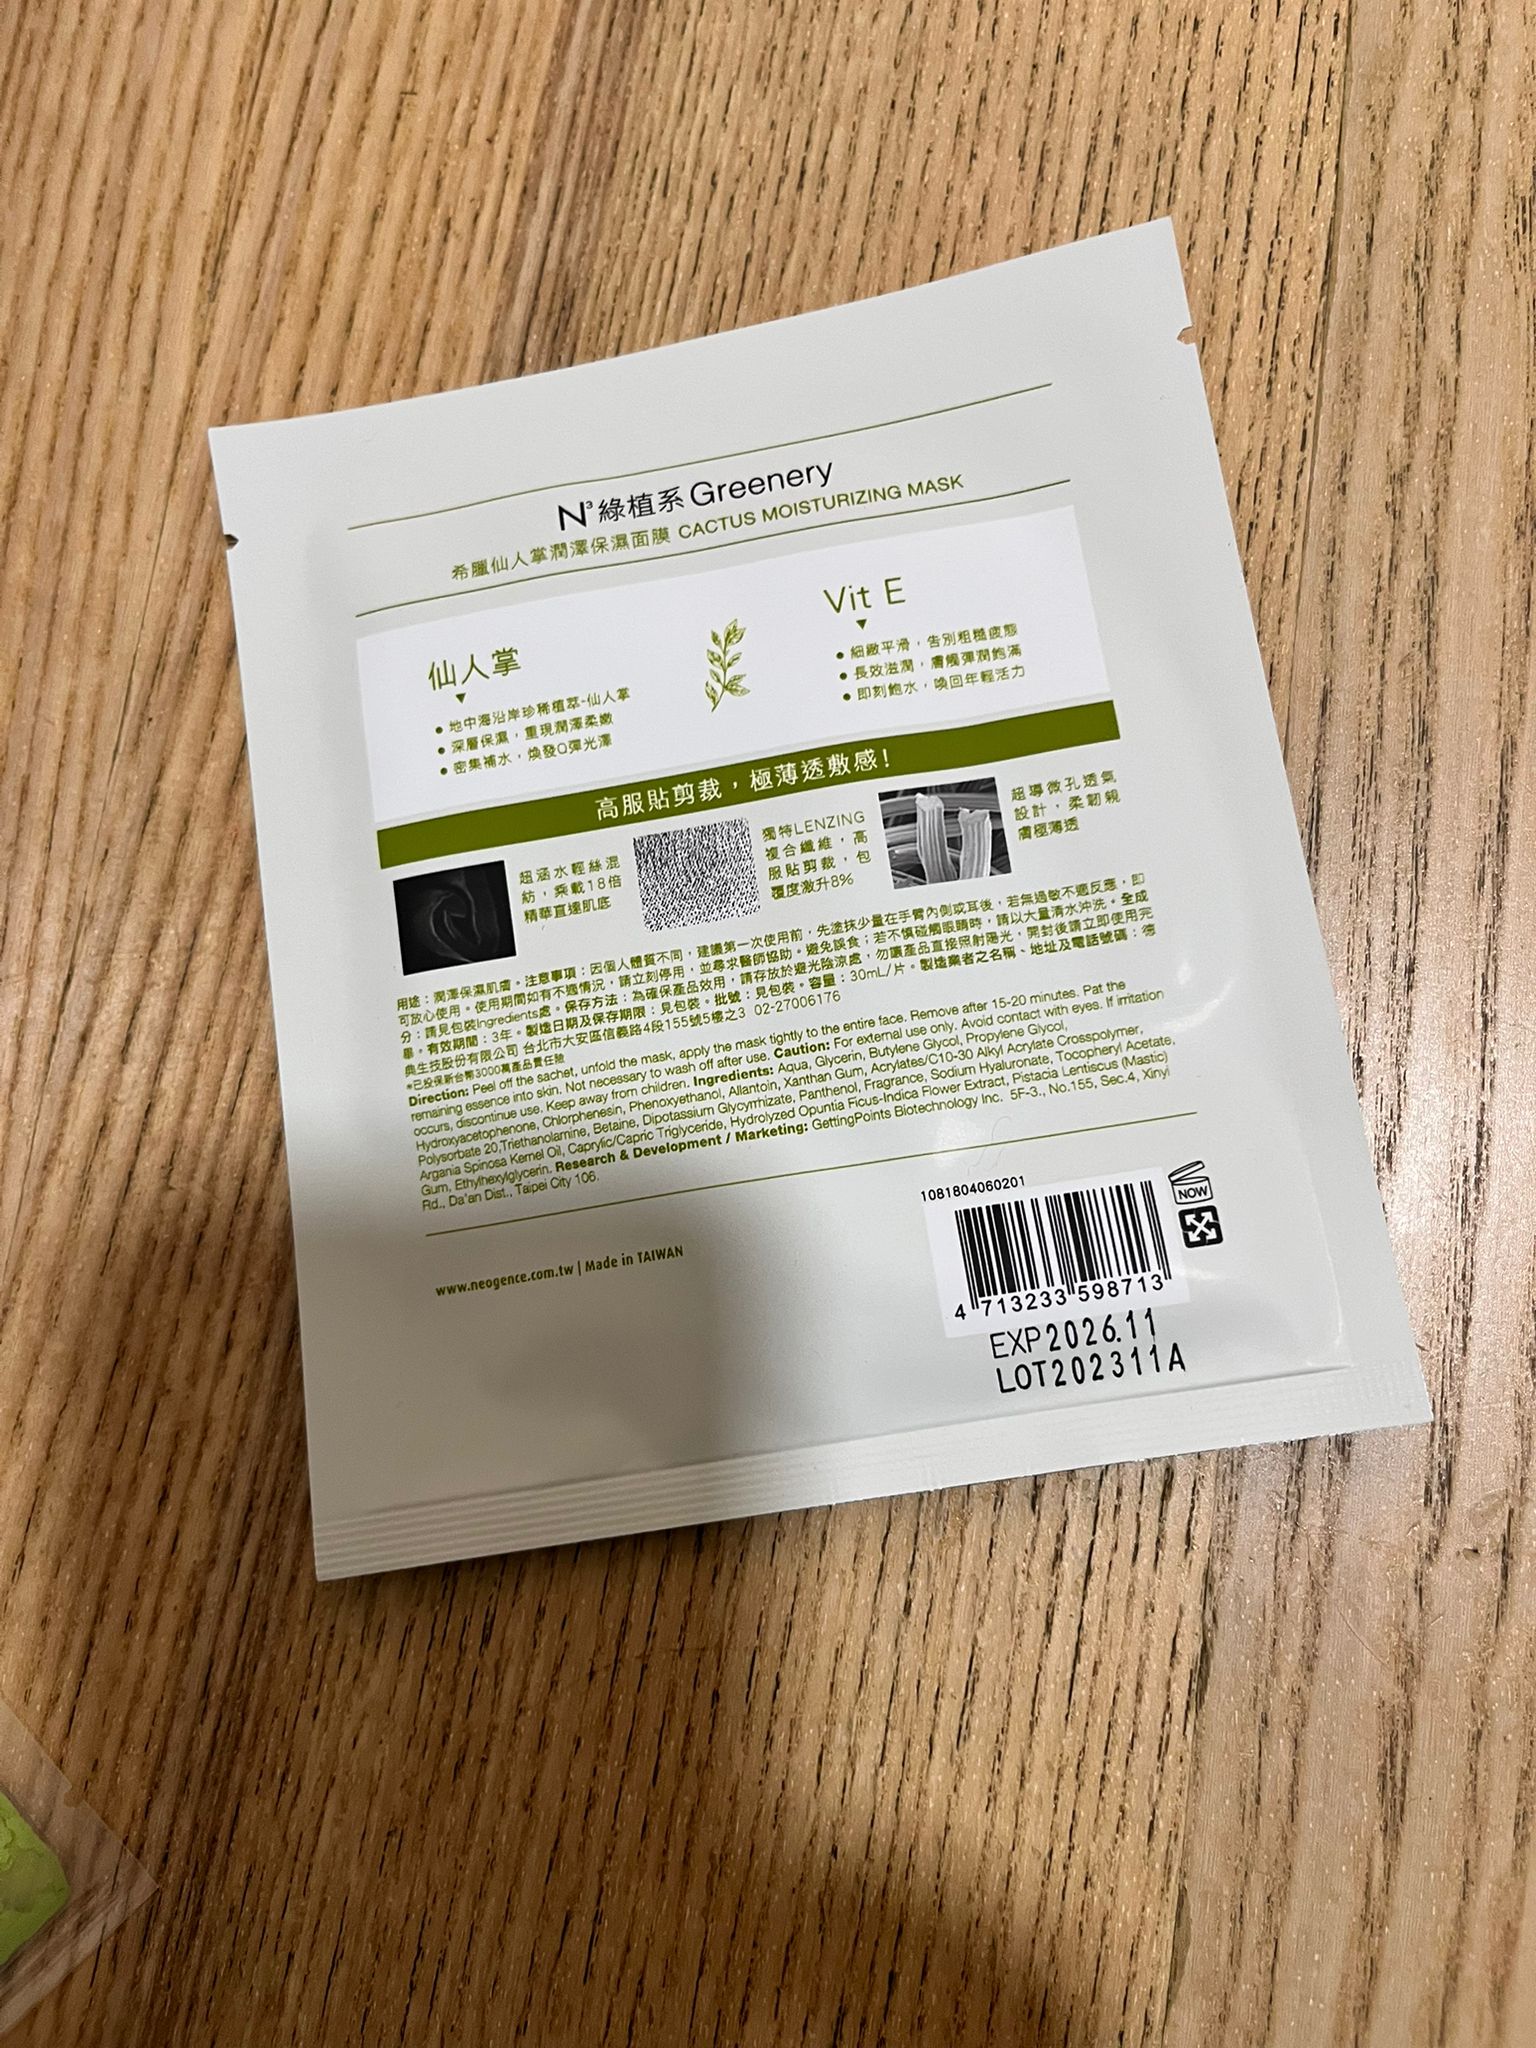 N³ 綠植系 Greenery
希臘仙人掌潤澤保濕面膜 CACTUS MOISTURIZING MASK
仙人掌
● 地中海沿岸珍稀植萃-仙人掌
● 深層保濕，重現潤澤柔嫩
● 密集補水，煥發Q彈光澤
Vit E
● 細緻平滑，告別粗糙疲態
● 長效滋潤，膚觸彈潤飽滿
● 即刻飽水，喚回年輕活力
高服貼剪裁，極薄透敷感！
超涵水輕絲混
紡，乘載18倍
精華直達肌底
獨特LENZING
複合纖維，高
服貼剪裁，包
覆度激升8%
超導微孔透氣
設計，柔韌親
膚極薄透
用途：潤澤保濕肌膚。注意事項：因個人體質不同，建議第一次使用前，先塗抹少量在手臂內側或耳後，若無過敏不適反應，即
可放心使用。使用期間如有不適情況，請立刻停用，並尋求醫師協助。避免誤食；若不慎碰觸眼睛時，請以大量清水沖洗。全成
分：請見包裝Ingredients處。保存方法：為確保產品效用，請存放於避光陰涼處，勿讓產品直接照射陽光，開封後請立即使用完
畢。有效期間：3年。製造日期及保存期限：見包裝。批號：見包裝。容量：30mL/片。製造業者之名稱、地址及電話號碼：德
典生技股份有限公司 台北市大安區信義路4段155號5樓之3 02-27006176
*已投保新台幣3000萬產品責任險
Direction: Peel off the sachet, unfold the mask, apply the mask tightly to the entire face. Remove after 15-20 minutes. Pat the
remaining essence into skin. Not necessary to wash off after use. Caution: For external use only. Avoid contact with eyes. If irritation
occurs, discontinue use. Keep away from children. Ingredients: Aqua, Glycerin, Butylene Glycol, Propylene Glycol,
Hydroxyacetophenone, Chlorphenesin, Phenoxyethanol, Allantoin, Xanthan Gum, Acrylates/C10-30 Alkyl Acrylate Crosspolymer,
Polysorbate 20,Triethanolamine, Betaine, Dipotassium Glycyrrhizate, Panthenol, Fragrance, Sodium Hyaluronate, Tocopheryl Acetate,
Argania Spinosa Kernel Oil, Caprylic/Capric Triglyceride, Hydrolyzed Opuntia Ficus-Indica Flower Extract, Pistacia Lentiscus (Mastic)
Gum, Ethylhexylglycerin. Research & Development / Marketing: GettingPoints Biotechnology Inc. 5F-3., No.155, Sec.4, Xinyi
Rd., Da'an Dist., Taipei City 106.
www.neogence.com.tw | Made in TAIWAN
1081804060201
NOW
4 713233 598713
EXP2026.11
LOT202311A